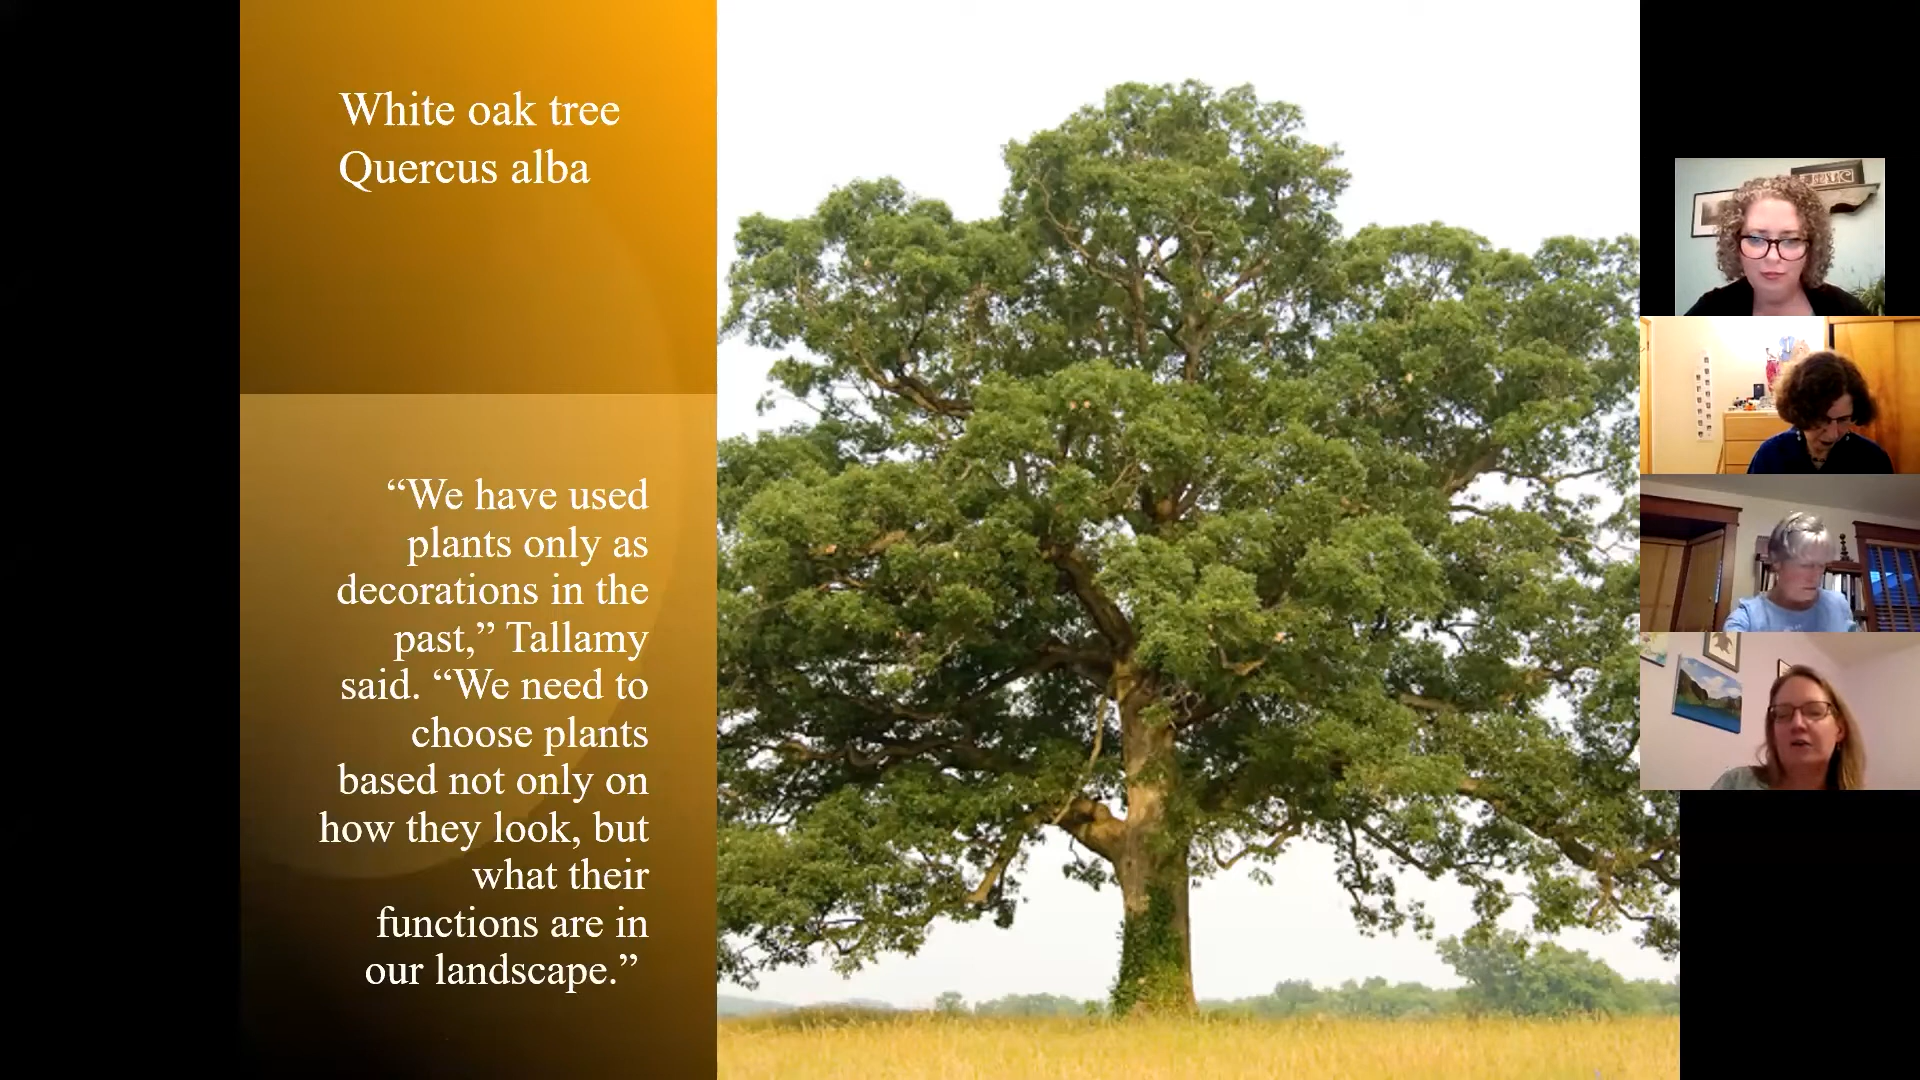 White oak tree
Quercus alba
“We have used
plants only as
decorations in the
past,” Tallamy
said. “We need to
choose plants
based not only on
how they look, but
what their
functions are in
our landscape.”